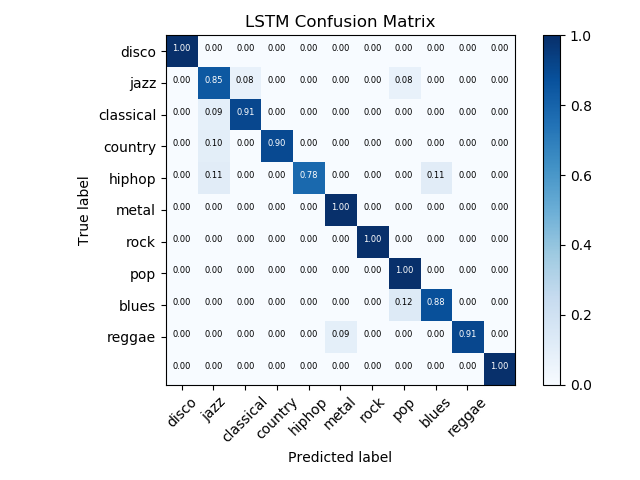 LSTM Confusion Matrix
disco 1.00 0.00 0.00 0.00 0.00 0.00 0.00 0.00 0.00 0.00 0.00
jazz 0.00 0.85 0.08 0.00 0.00 0.00 0.00 0.08 0.00 0.00 0.00
classical 0.00 0.09 0.91 0.00 0.00 0.00 0.00 0.00 0.00 0.00 0.00
country 0.00 0.10 0.00 0.90 0.00 0.00 0.00 0.00 0.00 0.00 0.00
hiphop 0.00 0.11 0.00 0.00 0.78 0.00 0.00 0.00 0.11 0.00 0.00
metal 0.00 0.00 0.00 0.00 0.00 1.00 0.00 0.00 0.00 0.00 0.00
rock 0.00 0.00 0.00 0.00 0.00 0.00 1.00 0.00 0.00 0.00 0.00
pop 0.00 0.00 0.00 0.00 0.00 0.00 0.00 1.00 0.00 0.00 0.00
blues 0.00 0.00 0.00 0.00 0.00 0.00 0.00 0.12 0.88 0.00 0.00
reggae 0.00 0.00 0.00 0.00 0.00 0.09 0.00 0.00 0.00 0.91 0.00
0.00 0.00 0.00 0.00 0.00 0.00 0.00 0.00 0.00 0.00 1.00
disco jazz classical country hiphop metal rock pop blues reggae
Predicted label
True label
1.0
0.8
0.6
0.4
0.2
0.0